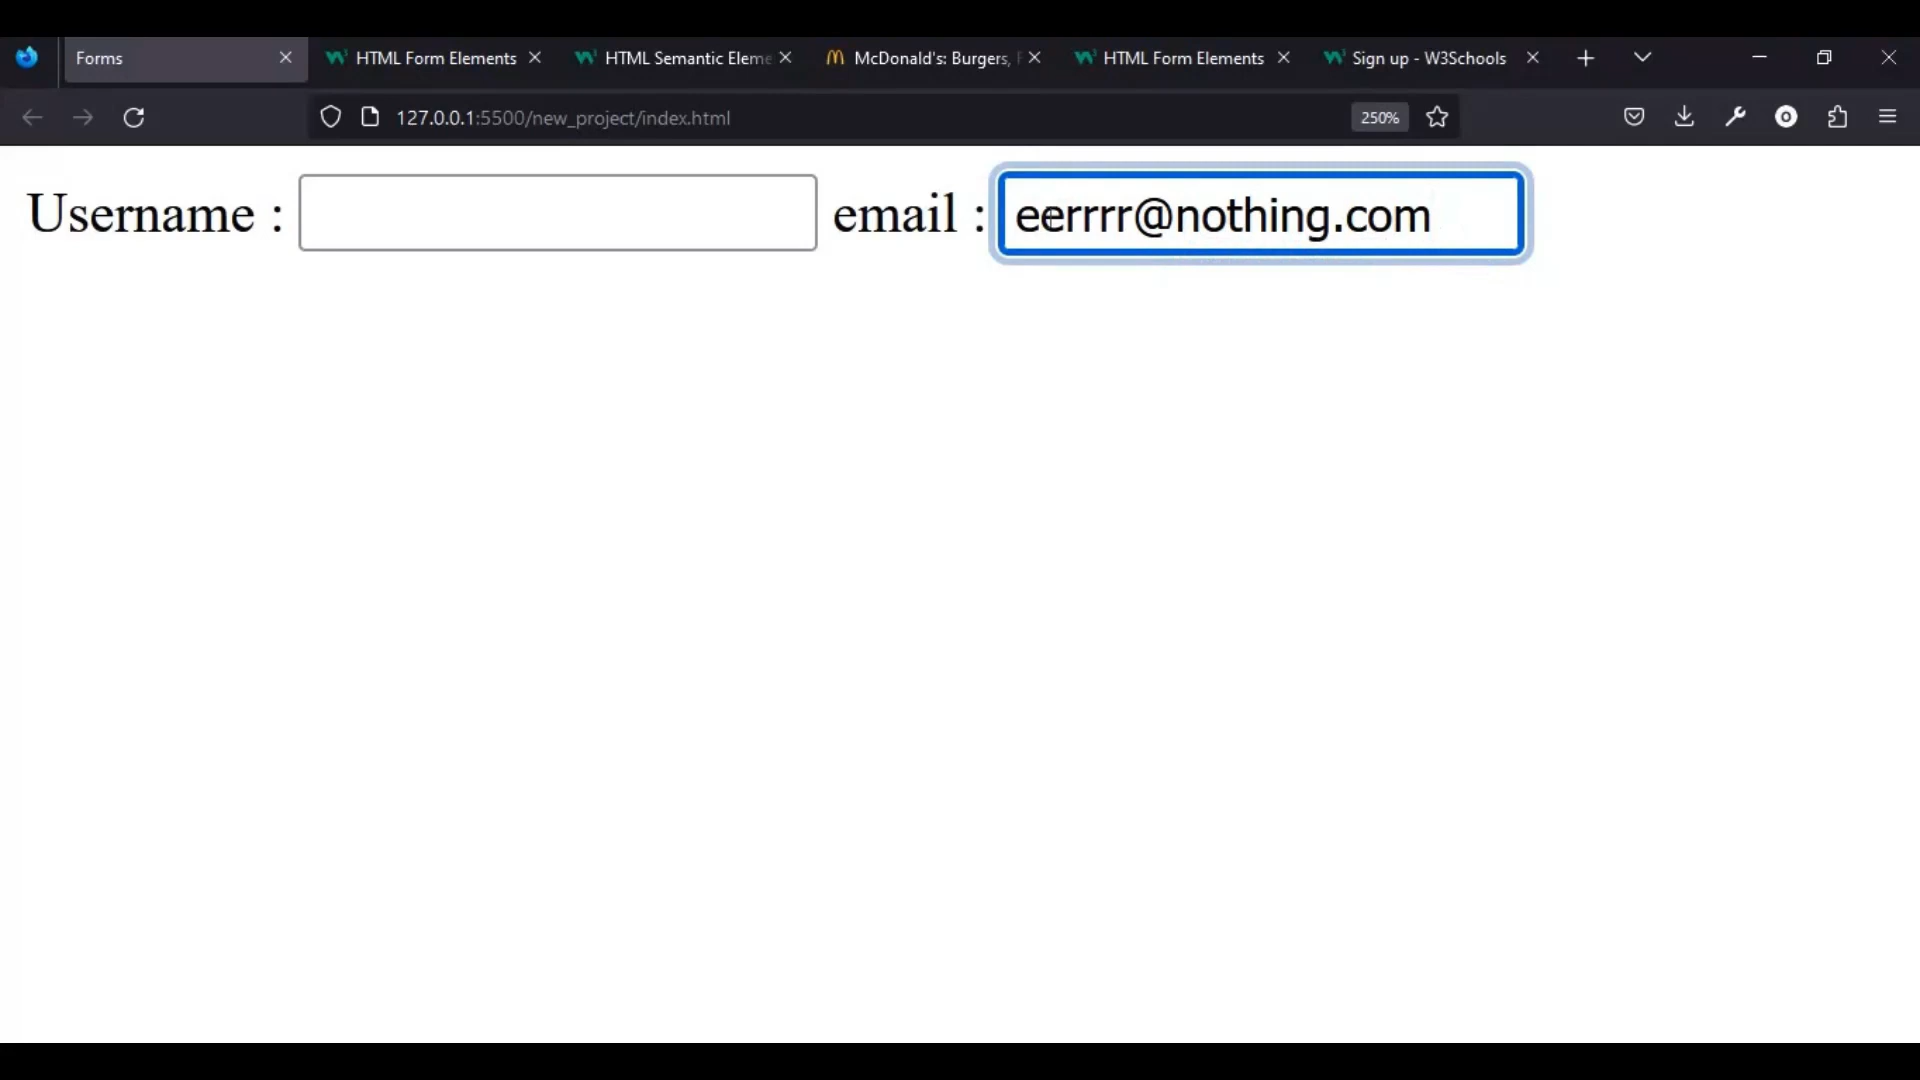 Forms
HTML Form Elements
HTML Semantic Eleme
McDonald's: Burgers,
HTML Form Elements
Sign up - W3Schools
127.0.0.1:5500/new_project/index.html
250%
Username :
email :
eerrrr@nothing.com